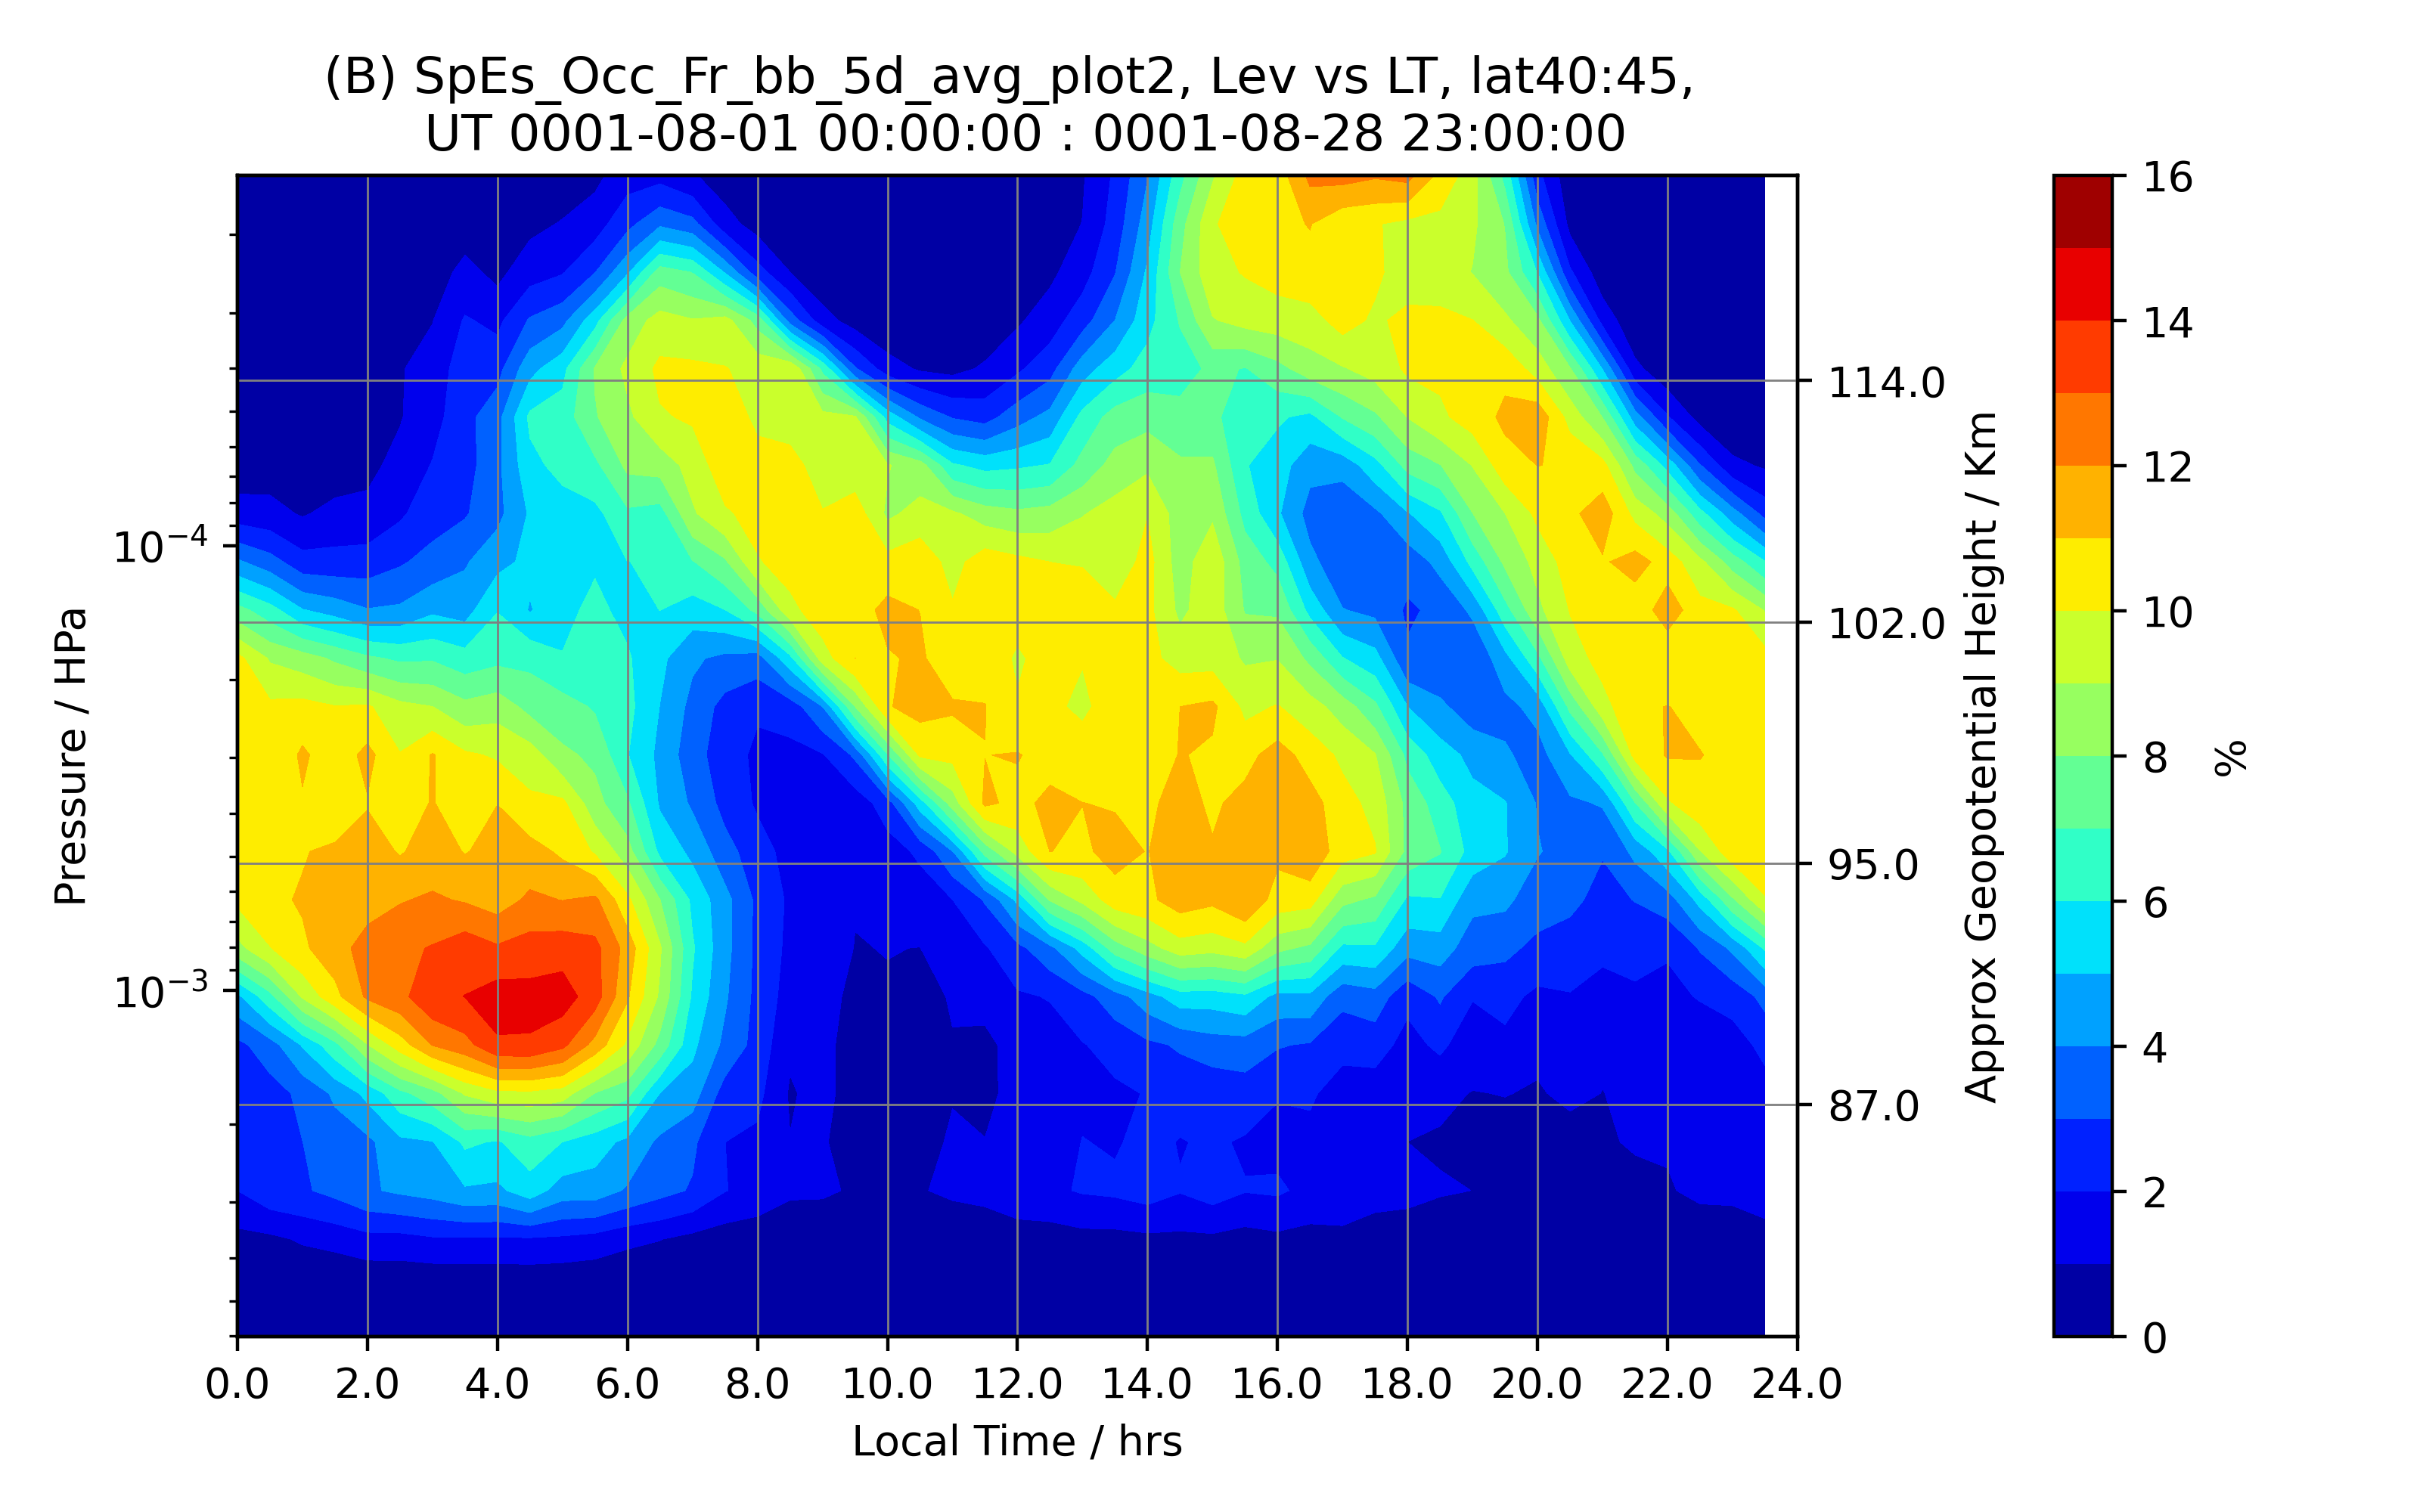 (B) SpEs_Occ_Fr_bb_5d_avg_plot2, Lev vs LT, lat40:45,
UT 0001-08-01 00:00:00 : 0001-08-28 23:00:00
Pressure / HPa
10⁻⁴
10⁻³
0.0 2.0 4.0 6.0 8.0 10.0 12.0 14.0 16.0 18.0 20.0 22.0 24.0
Local Time / hrs
114.0
102.0
95.0
87.0
Approx Geopotential Height / Km
16
14
12
10
8
6
4
2
0
%